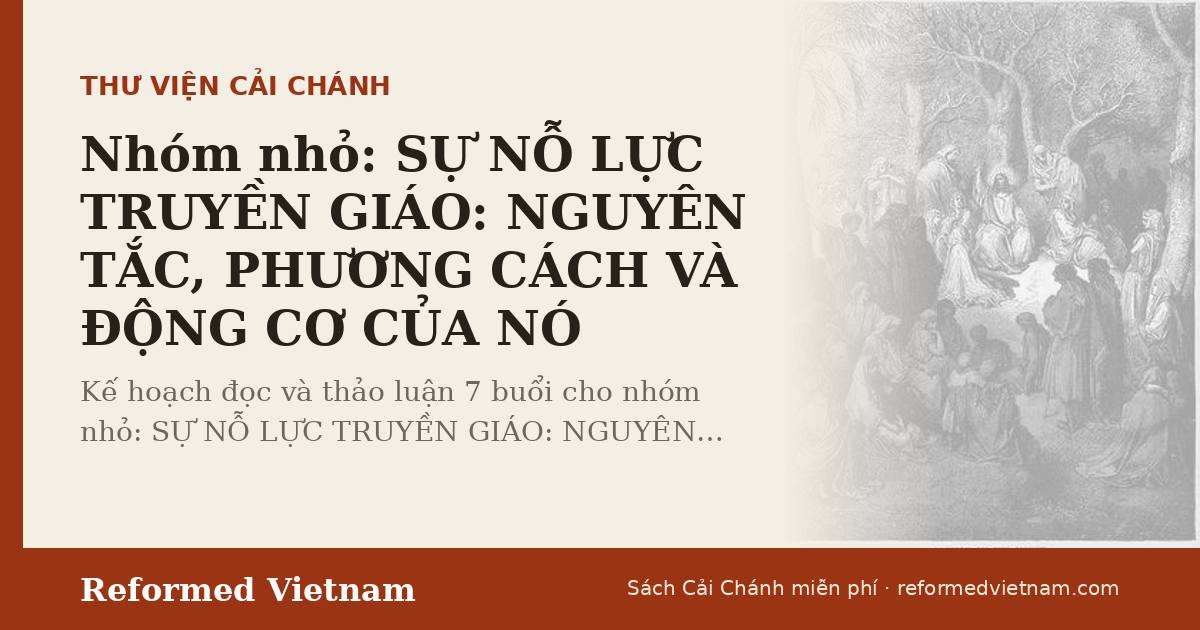 THƯ VIỆN CẢI CHÁNH
Nhóm nhỏ: SỰ NỖ LỰC
TRUYỀN GIÁO: NGUYÊN
TẮC, PHƯƠNG CÁCH VÀ
ĐỘNG CƠ CỦA NÓ
Kế hoạch đọc và thảo luận 7 buổi cho nhóm
nhỏ: SỰ NỖ LỰC TRUYỀN GIÁO: NGUYÊN...
Reformed Vietnam
Sách Cải Chánh miễn phí · reformedvietnam.com